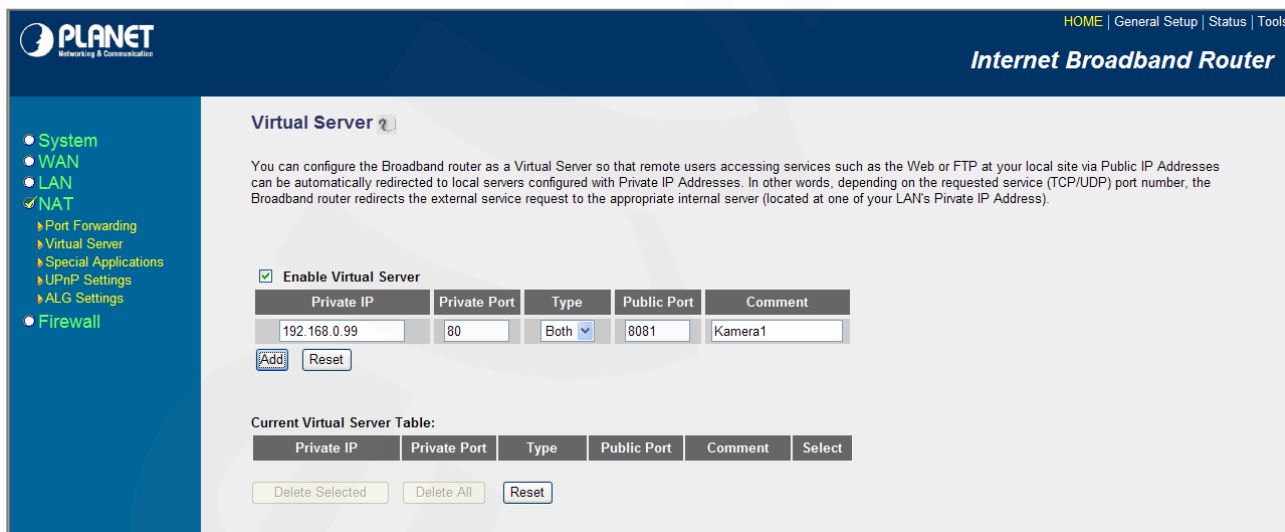 PLANET
Networking & Communication
HOME | General Setup | Status | Tools
Internet Broadband Router
System
WAN
LAN
NAT
Port Forwarding
Virtual Server
Special Applications
UPnP Settings
ALG Settings
Firewall
Virtual Server
You can configure the Broadband router as a Virtual Server so that remote users accessing services such as the Web or FTP at your local site via Public IP Addresses
can be automatically redirected to local servers configured with Private IP Addresses. In other words, depending on the requested service (TCP/UDP) port number, the
Broadband router redirects the external service request to the appropriate internal server (located at one of your LAN's Pirvate IP Address).
Enable Virtual Server
Private IP Private Port Type Public Port Comment
192.168.0.99 80 Both 8081 Kamera1
Add Reset
Current Virtual Server Table:
Private IP Private Port Type Public Port Comment Select
Delete Selected Delete All Reset